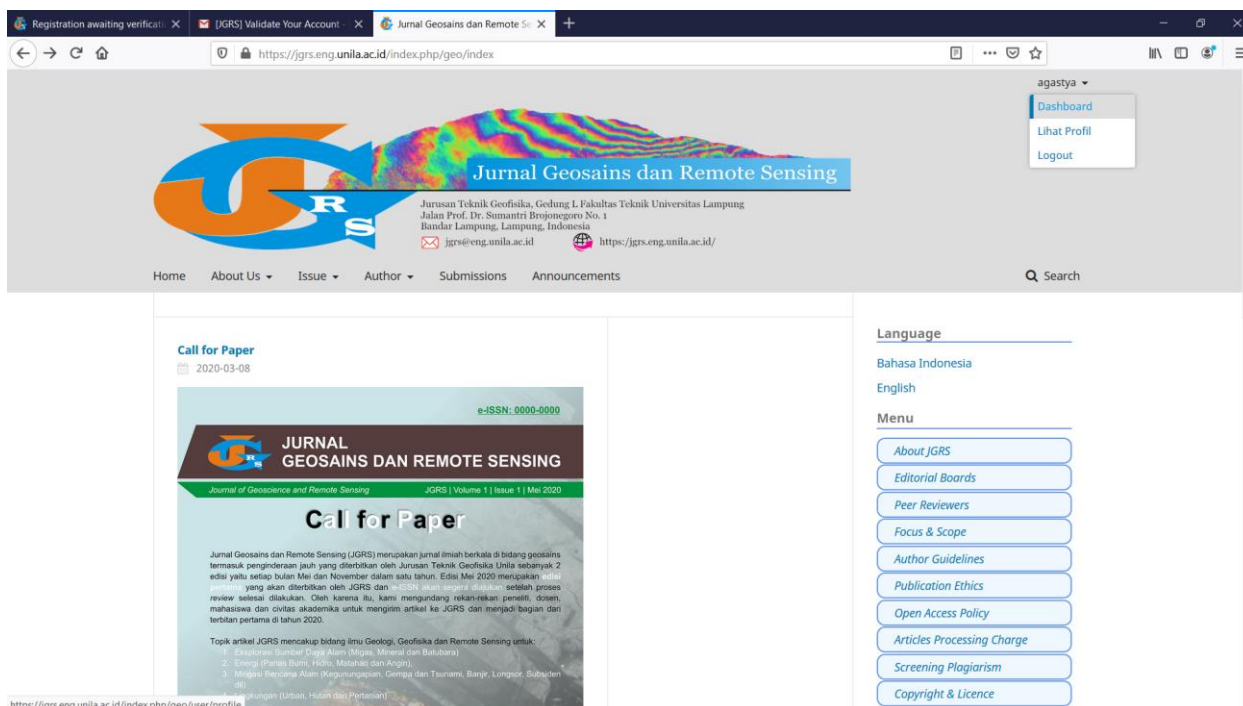 Registration awaiting verificati
[JGRS] Validate Your Account -
Jurnal Geosains dan Remote Se
https://jgrs.eng.unila.ac.id/index.php/geo/index
agastya
Dashboard
Lihat Profil
Logout
JGRS
Jurnal Geosains dan Remote Sensing
Jurusan Teknik Geofisika, Gedung L Fakultas Teknik Universitas Lampung
Jalan Prof. Dr. Sumantri Brojonegoro No. 1
Bandar Lampung, Lampung, Indonesia
jgrs@eng.unila.ac.id https:/jgrs.eng.unila.ac.id/
Home About Us Issue Author Submissions Announcements Search
Call for Paper
2020-03-08
e-ISSN: 0000-0000
JGRS
JURNAL
GEOSAINS DAN REMOTE SENSING
Journal of Geoscience and Remote Sensing JGRS | Volume 1 | Issue 1 | Mei 2020
Call for Paper
Jurnal Geosains dan Remote Sensing (JGRS) merupakan jurnal ilmiah berkala di bidang geosains
termasuk penginderaan jauh yang diterbitkan oleh Jurusan Teknik Geofisika Unila sebanyak 2
edisi yaitu setiap bulan Mei dan November dalam satu tahun. Edisi Mei 2020 merupakan edisi
pertama yang akan diterbitkan oleh JGRS dan e-ISSN akan segera diajukan setelah proses
review selesai dilakukan. Oleh karena itu, kami mengundang rekan-rekan peneliti, dosen,
mahasiswa dan civitas akademika untuk mengirim artikel ke JGRS dan menjadi bagian dari
terbitan pertama di tahun 2020.
Topik artikel JGRS mencakup bidang ilmu Geologi, Geofisika dan Remote Sensing untuk:
1. Eksplorasi Sumber Daya Alam (Migas, Mineral dan Batubara)
2. Energi (Panas Bumi, Hidro, Matahari dan Angin),
3. Mitigasi Bencana Alam (Kegunungapian, Gempa dan Tsunami, Banjir, Longsor, Subsiden
dll)
Lingkungan (Urban, Hutan dan Pertanian)
Language
Bahasa Indonesia
English
Menu
About JGRS
Editorial Boards
Peer Reviewers
Focus & Scope
Author Guidelines
Publication Ethics
Open Access Policy
Articles Processing Charge
Screening Plagiarism
Copyright & Licence
https://jgrs.eng.unila.ac.id/index.php/geo/user/profile